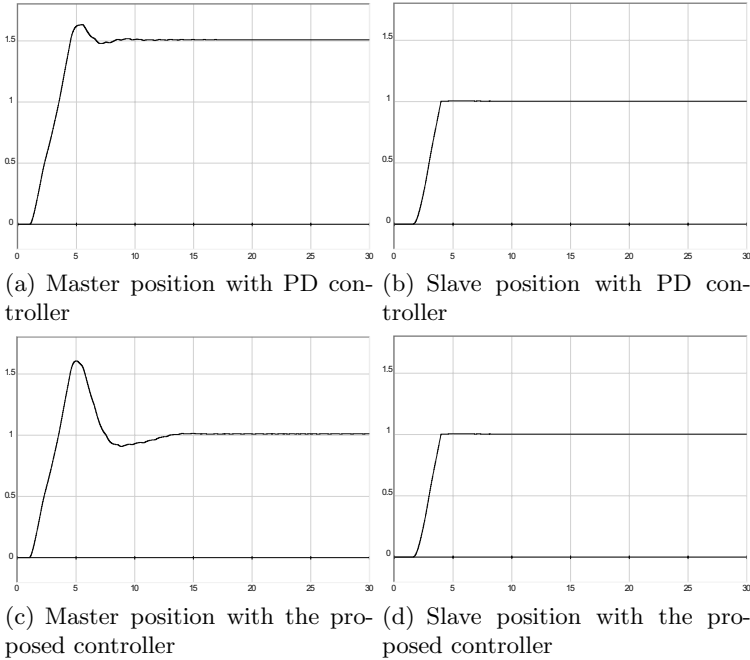 1.5
1
0.5
0
0 5 10 15 20 25 30
1.5
1
0.5
0
0 5 10 15 20 25 30
(a) Master position with PD con-
troller
(b) Slave position with PD con-
troller
1.5
1
0.5
0
0 5 10 15 20 25 30
1.5
1
0.5
0
0 5 10 15 20 25 30
(c) Master position with the pro-
posed controller
(d) Slave position with the pro-
posed controller